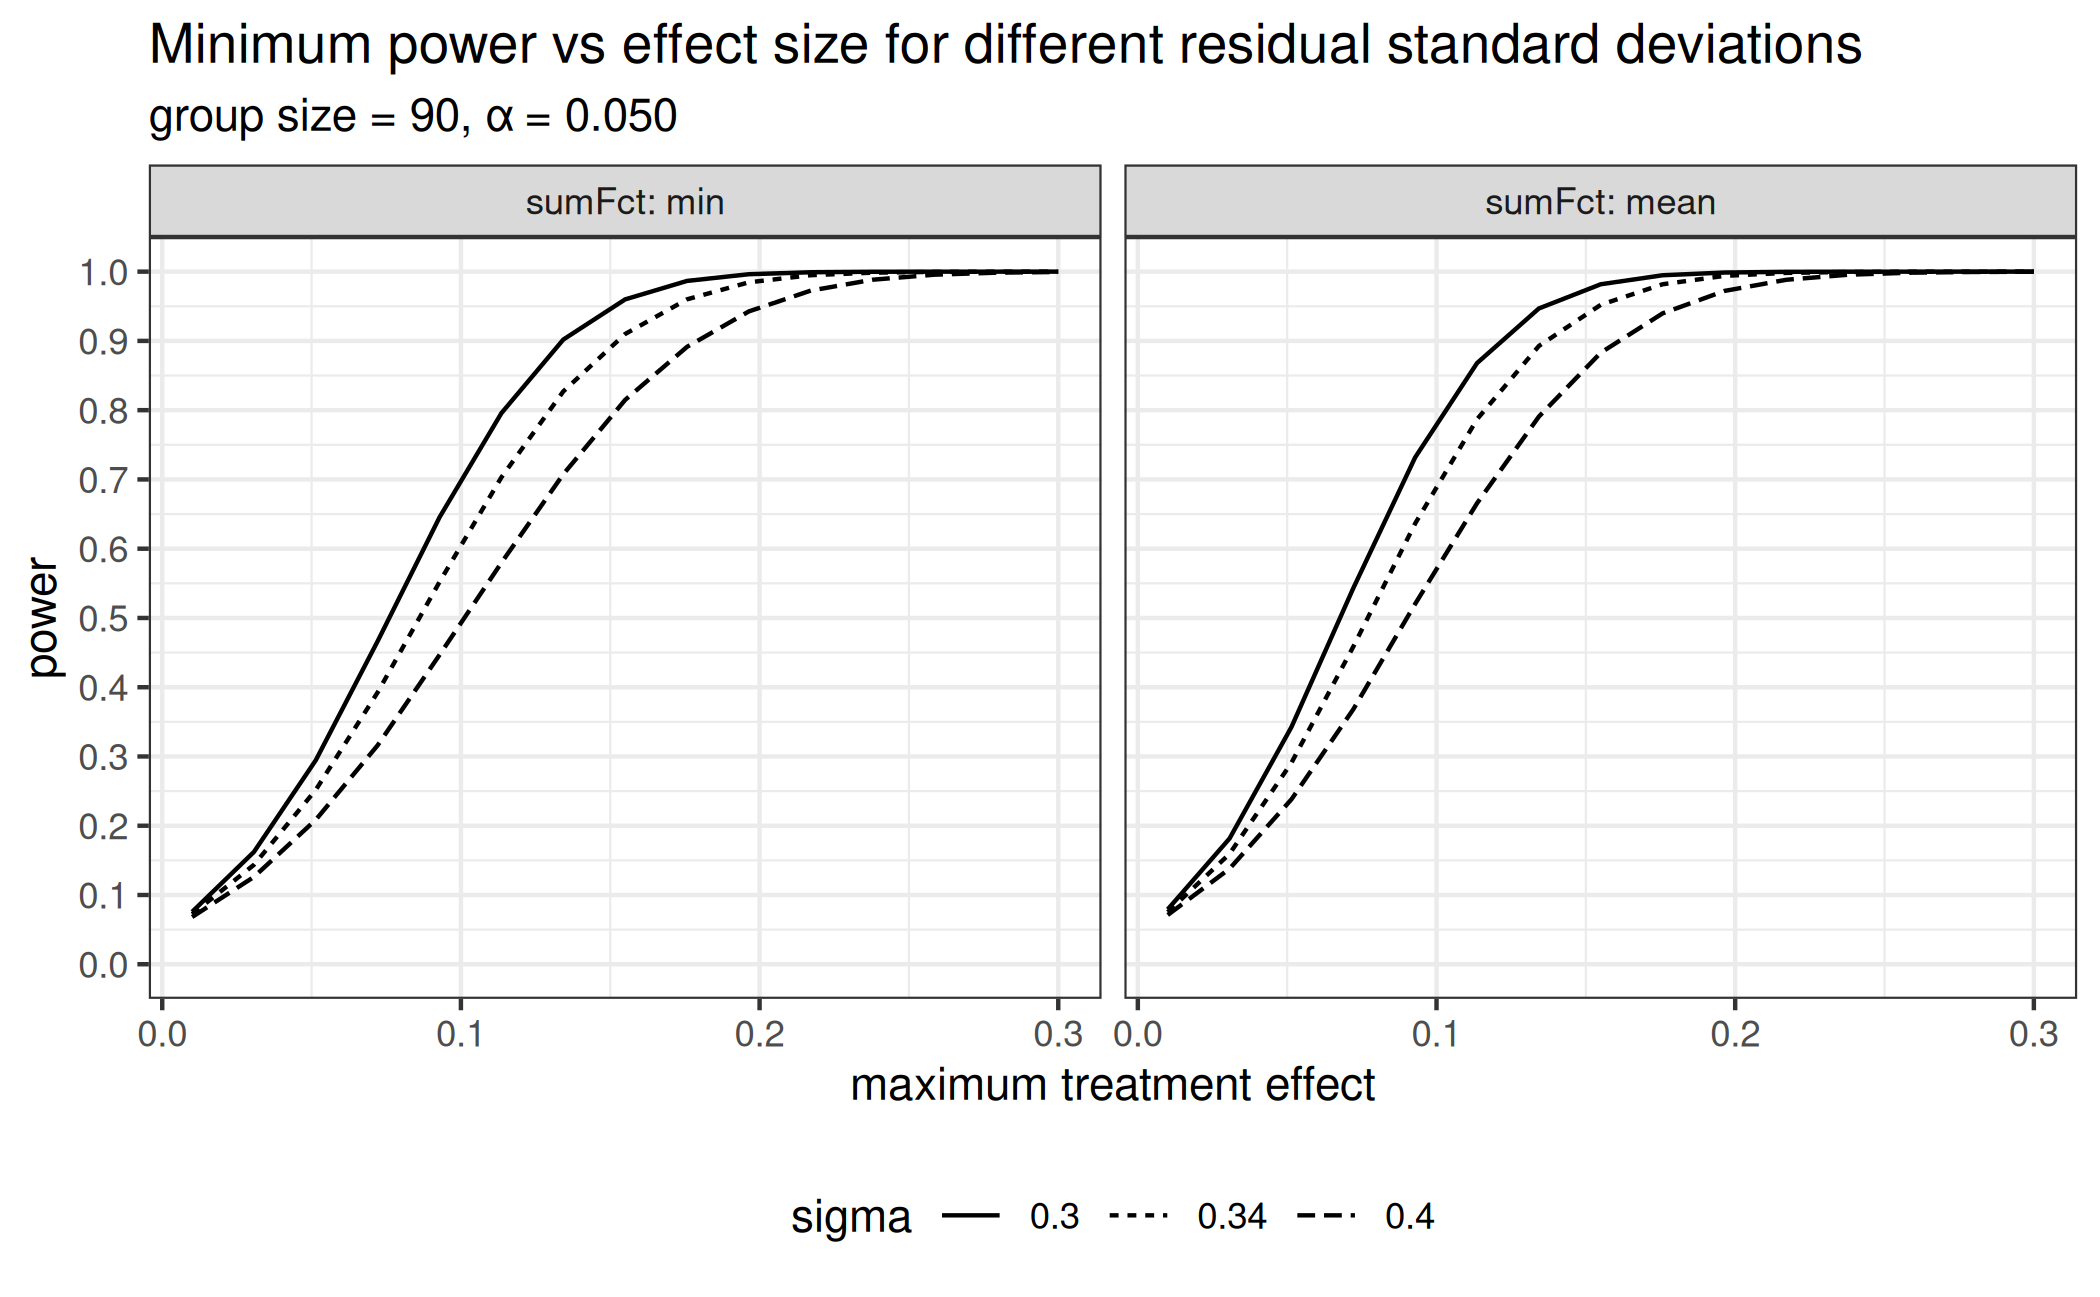 Minimum power vs effect size for different residual standard deviations
group size = 90, α = 0.050
sumFct: min
sumFct: mean
1.0
0.9
0.8
0.7
0.6
0.5
0.4
0.3
0.2
0.1
0.0
power
0.0 0.1 0.2 0.3 0.0 0.1 0.2 0.3
maximum treatment effect
sigma 0.3 0.34 0.4